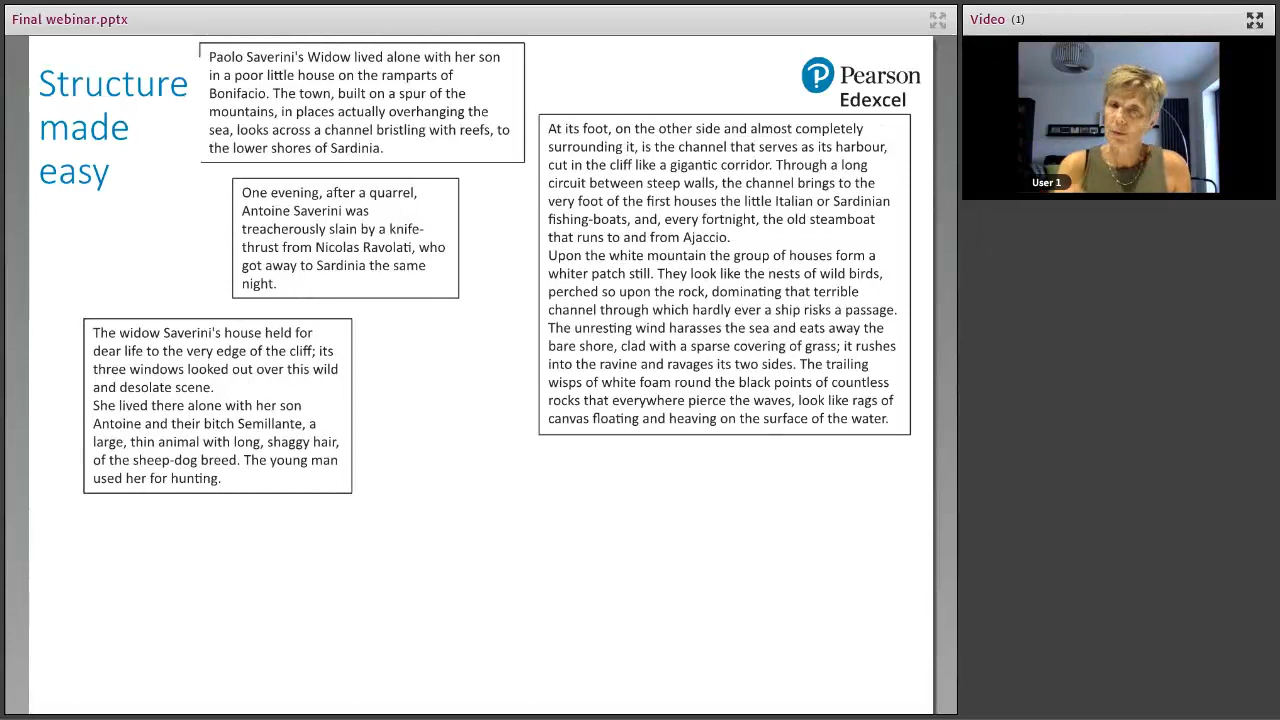 Final webinar.pptx
Video (1)
Structure
made
easy
Paolo Saverini's Widow lived alone with her son
in a poor little house on the ramparts of
Bonifacio. The town, built on a spur of the
mountains, in places actually overhanging the
sea, looks across a channel bristling with reefs, to
the lower shores of Sardinia.
One evening, after a quarrel,
Antoine Saverini was
treacherously slain by a knife-
thrust from Nicolas Ravolati, who
got away to Sardinia the same
night.
The widow Saverini's house held for
dear life to the very edge of the cliff; its
three windows looked out over this wild
and desolate scene.
She lived there alone with her son
Antoine and their bitch Semillante, a
large, thin animal with long, shaggy hair,
of the sheep-dog breed. The young man
used her for hunting.
Pearson
Edexcel
At its foot, on the other side and almost completely
surrounding it, is the channel that serves as its harbour,
cut in the cliff like a gigantic corridor. Through a long
circuit between steep walls, the channel brings to the
very foot of the first houses the little Italian or Sardinian
fishing-boats, and, every fortnight, the old steamboat
that runs to and from Ajaccio.
Upon the white mountain the group of houses form a
whiter patch still. They look like the nests of wild birds,
perched so upon the rock, dominating that terrible
channel through which hardly ever a ship risks a passage.
The unresting wind harasses the sea and eats away the
bare shore, clad with a sparse covering of grass; it rushes
into the ravine and ravages its two sides. The trailing
wisps of white foam round the black points of countless
rocks that everywhere pierce the waves, look like rags of
canvas floating and heaving on the surface of the water.
User 1